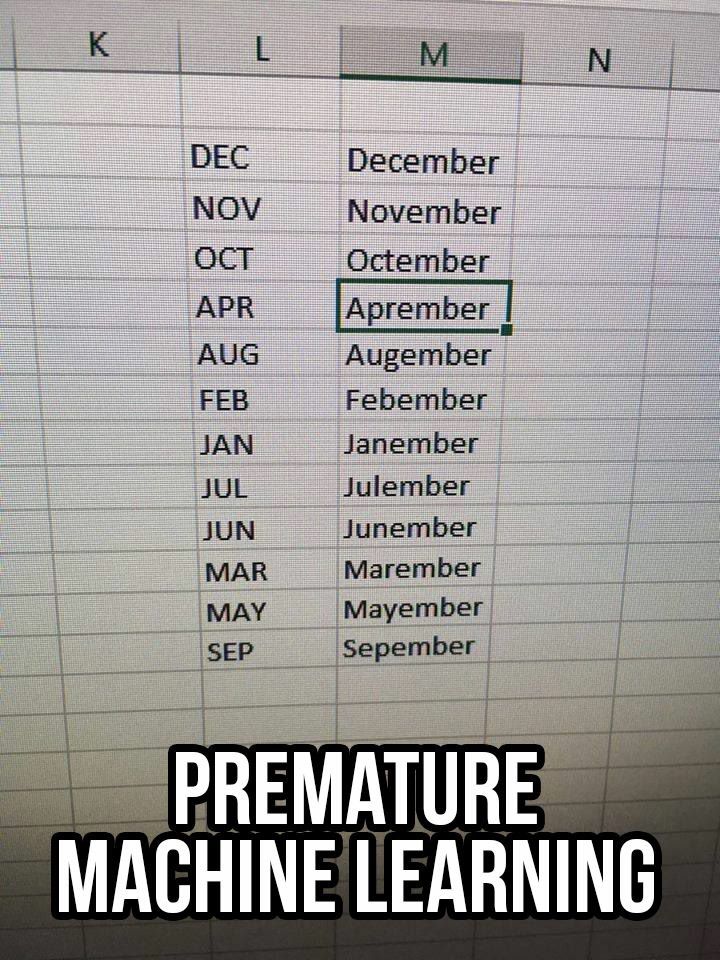 K L M N
DEC December
NOV November
OCT Octember
APR Aprember
AUG Augember
FEB Febember
JAN Janember
JUL Julember
JUN Junember
MAR Marember
MAY Mayember
SEP Sepember
PREMATURE
MACHINE LEARNING